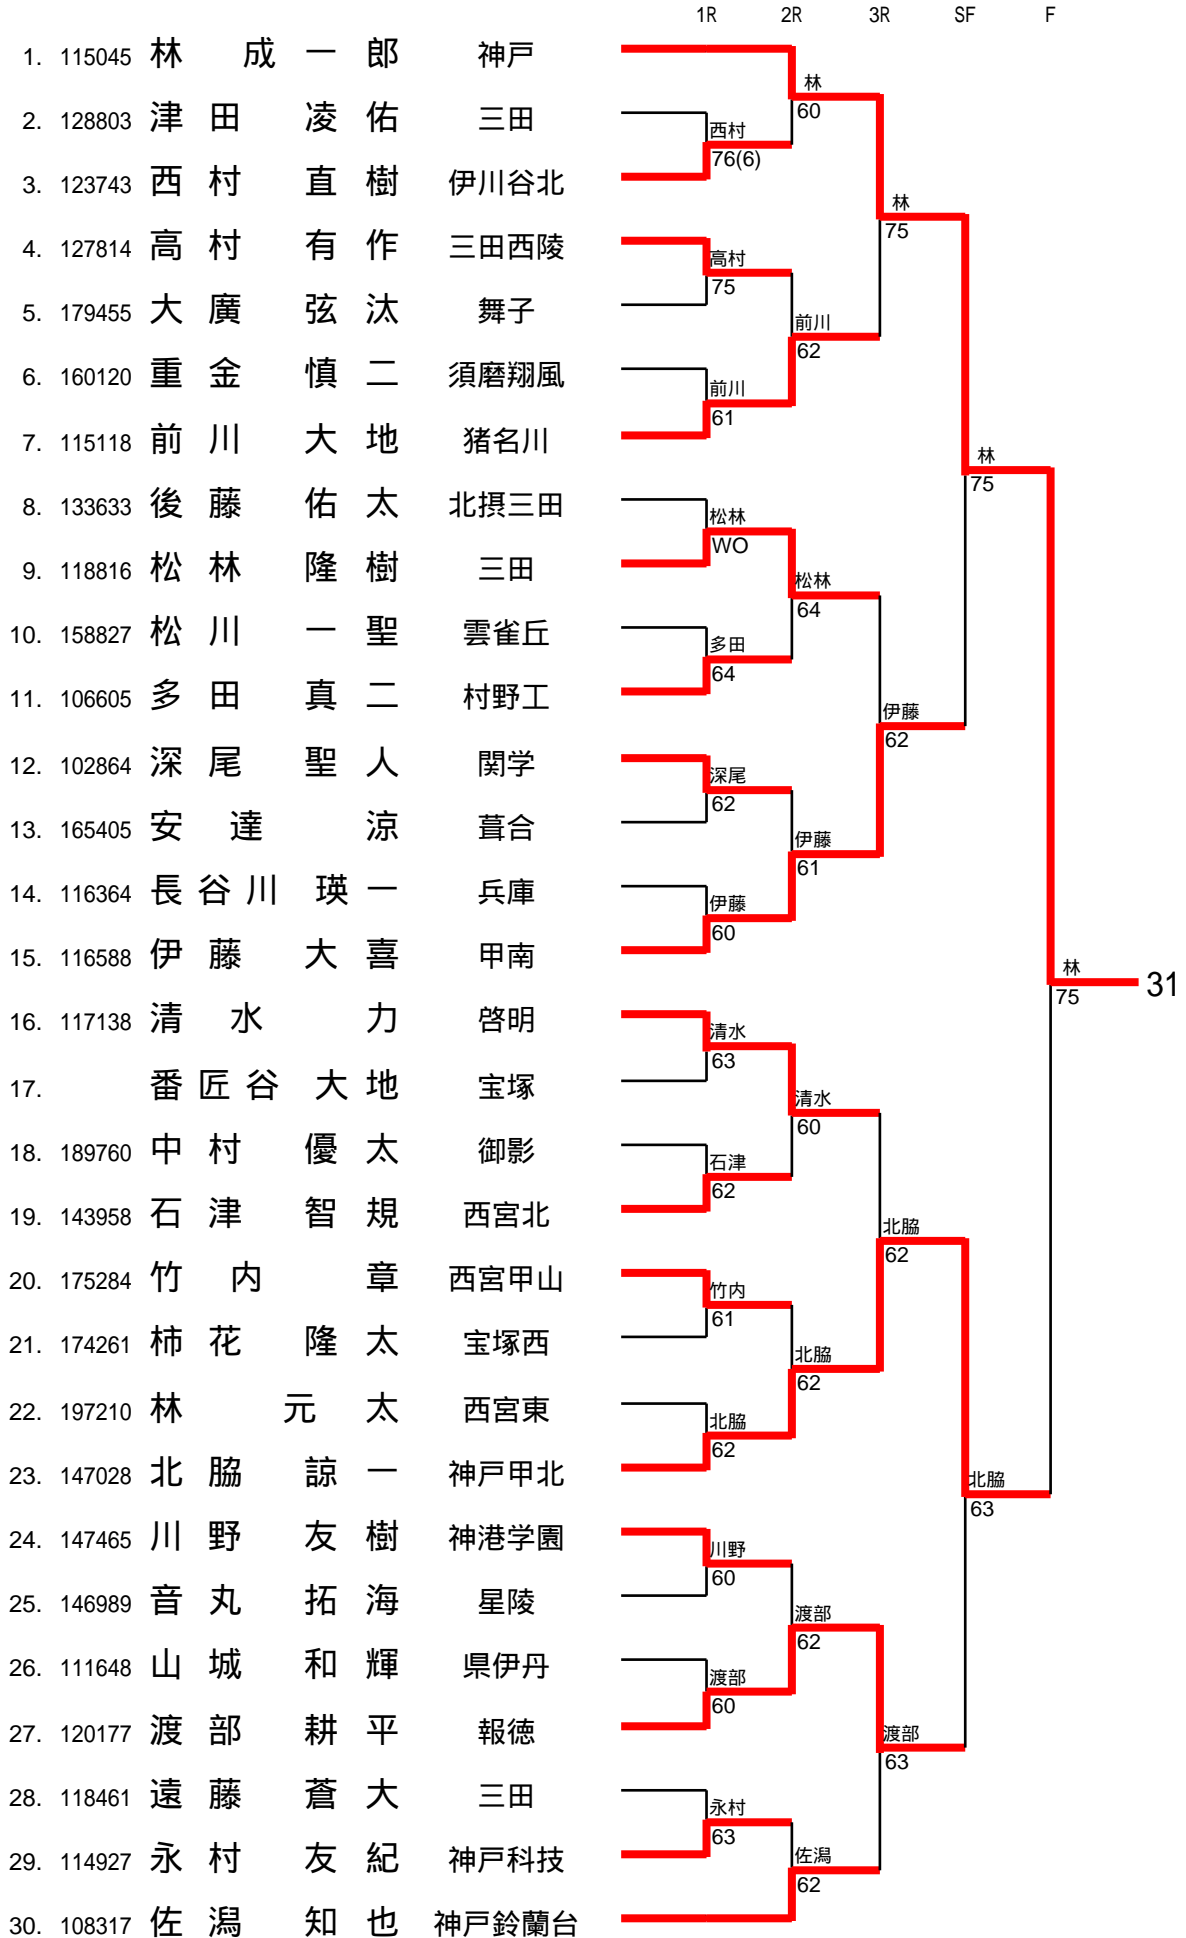 1R 2R 3R SF F
1. 115045 林 成一郎 神戸
2. 128803 津田 凌佑 三田
3. 123743 西村 直樹 伊川谷北
4. 127814 高村 有作 三田西陵
5. 179455 大廣 弦汰 舞子
6. 160120 重金 慎二 須磨翔風
7. 115118 前川 大地 猪名川
8. 133633 後藤 佑太 北摂三田
9. 118816 松林 隆樹 三田
10. 158827 松川 一聖 雲雀丘
11. 106605 多田 真二 村野工
12. 102864 深尾 聖人 関学
13. 165405 安達 涼 葺合
14. 116364 長谷川 瑛一 兵庫
15. 116588 伊藤 大喜 甲南
16. 117138 清水 力 啓明
17. 番匠谷 大地 宝塚
18. 189760 中村 優太 御影
19. 143958 石津 智規 西宮北
20. 175284 竹内 章 西宮甲山
21. 174261 柿花 隆太 宝塚西
22. 197210 林 元太 西宮東
23. 147028 北脇 諒一 神戸甲北
24. 147465 川野 友樹 神港学園
25. 146989 音丸 拓海 星陵
26. 111648 山城 和輝 県伊丹
27. 120177 渡部 耕平 報徳
28. 118461 遠藤 蒼大 三田
29. 114927 永村 友紀 神戸科技
30. 108317 佐潟 知也 神戸鈴蘭台
西村
76(6)
高村
75
前川
61
松林
WO
多田
64
深尾
62
伊藤
60
清水
63
石津
62
竹内
61
北脇
62
川野
60
渡部
60
永村
63
林
60
前川
62
松林
64
伊藤
61
清水
60
北脇
62
渡部
62
佐潟
62
林
75
伊藤
62
北脇
62
渡部
63
林
75
北脇
63
林
75
31